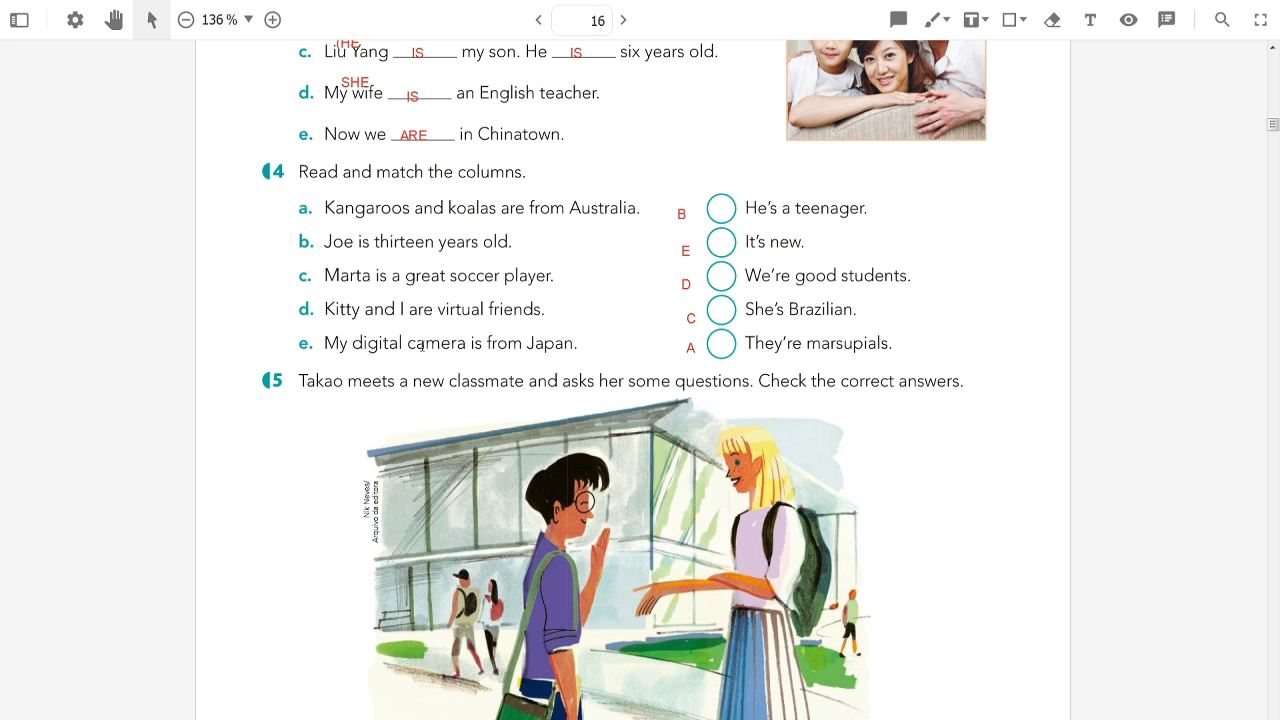 136 %
16
(HE
c. Liu Yang IS my son. He IS six years old.
SHE
d. My wife IS an English teacher.
e. Now we ARE in Chinatown.
4 Read and match the columns.
a. Kangaroos and koalas are from Australia. B He's a teenager.
b. Joe is thirteen years old. E It's new.
c. Marta is a great soccer player. D We're good students.
d. Kitty and I are virtual friends. C She's Brazilian.
e. My digital camera is from Japan. A They're marsupials.
5 Takao meets a new classmate and asks her some questions. Check the correct answers.
Nik Neves/
Arquivo da editora